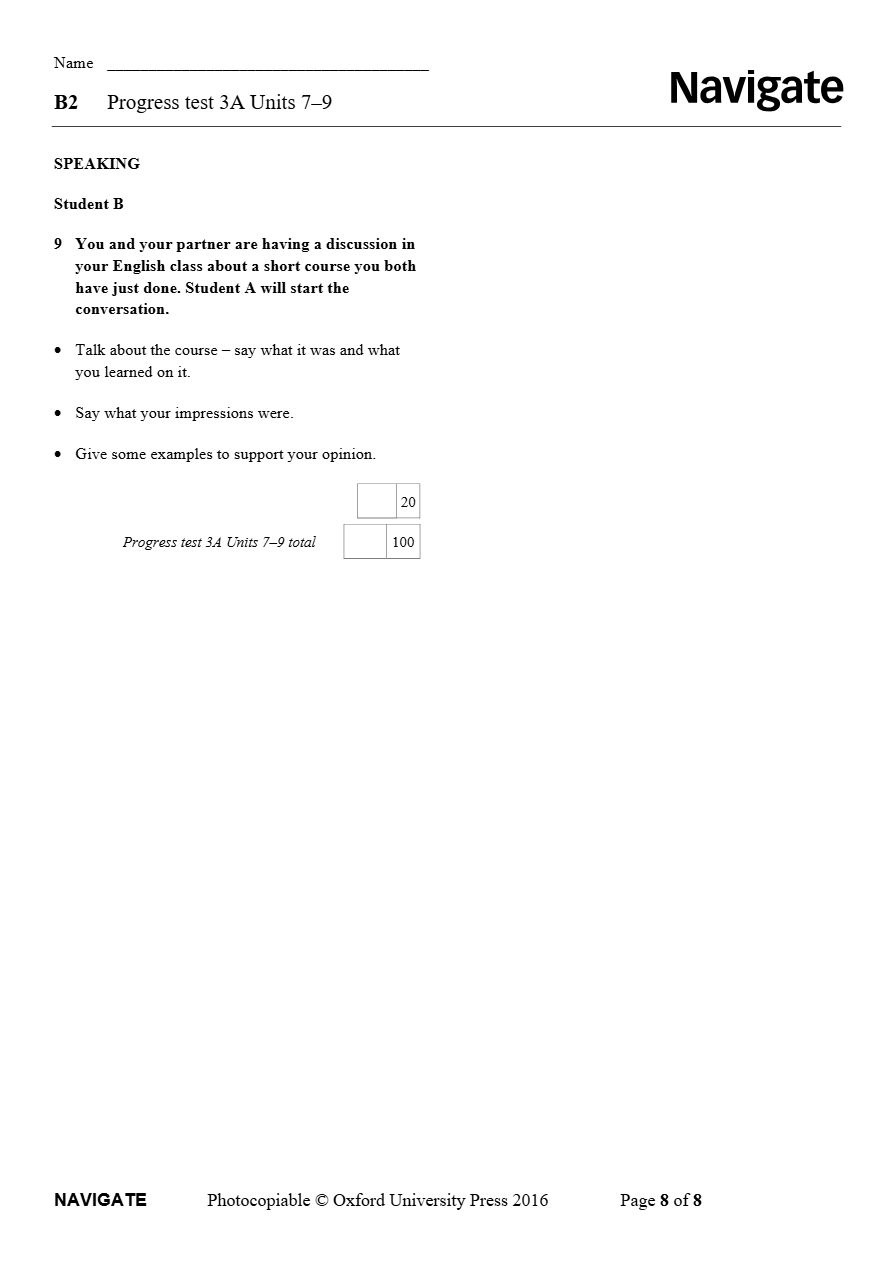 Name ________________________________________
Navigate
B2 Progress test 3A Units 7–9
SPEAKING
Student B
9 You and your partner are having a discussion in
your English class about a short course you both
have just done. Student A will start the
conversation.
• Talk about the course – say what it was and what
you learned on it.
• Say what your impressions were.
• Give some examples to support your opinion.
20
Progress test 3A Units 7–9 total 100
NAVIGATE Photocopiable © Oxford University Press 2016 Page 8 of 8